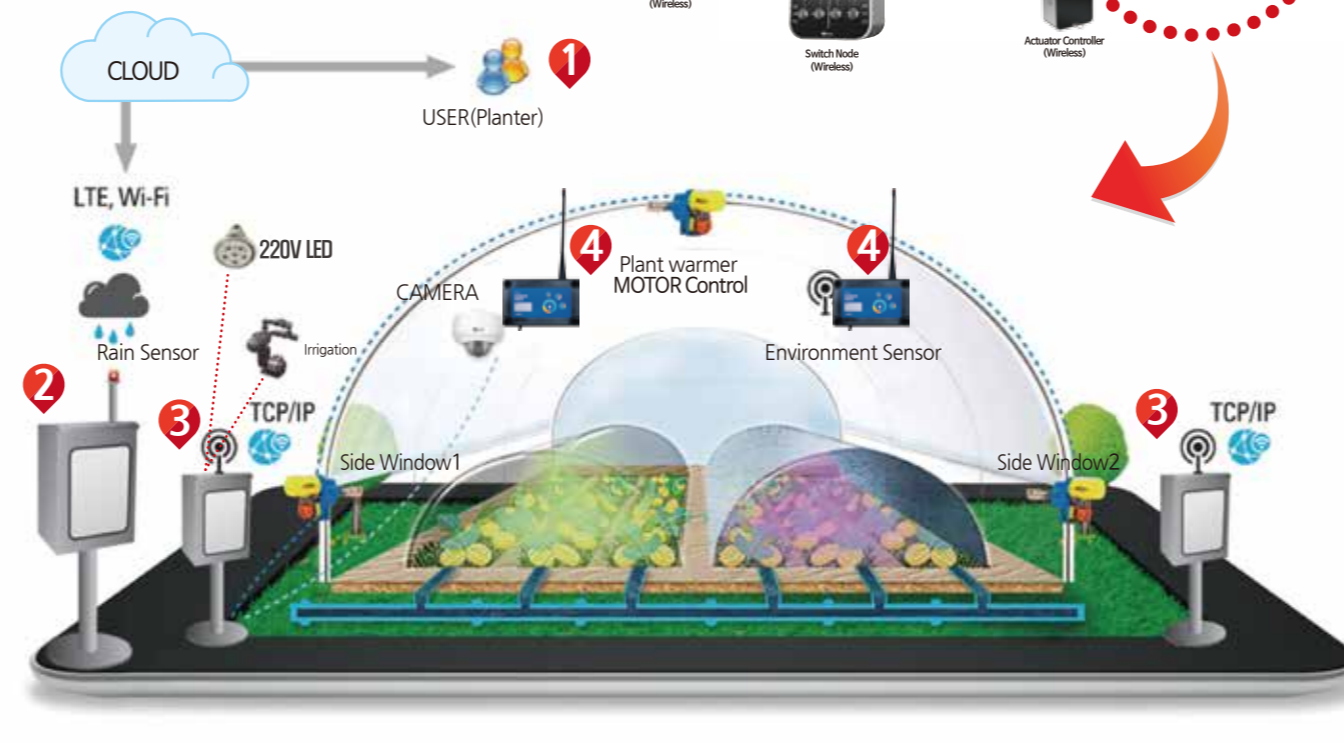 (Wireless)
Switch Node
(Wireless)
Actuator Controller
(Wireless)
CLOUD
1
USER(Planter)
LTE, Wi-Fi
220V LED
4
Plant warmer
MOTOR Control
4
CAMERA
Rain Sensor
Irrigation
Environment Sensor
2
3
TCP/IP
3
TCP/IP
Side Window1
Side Window2